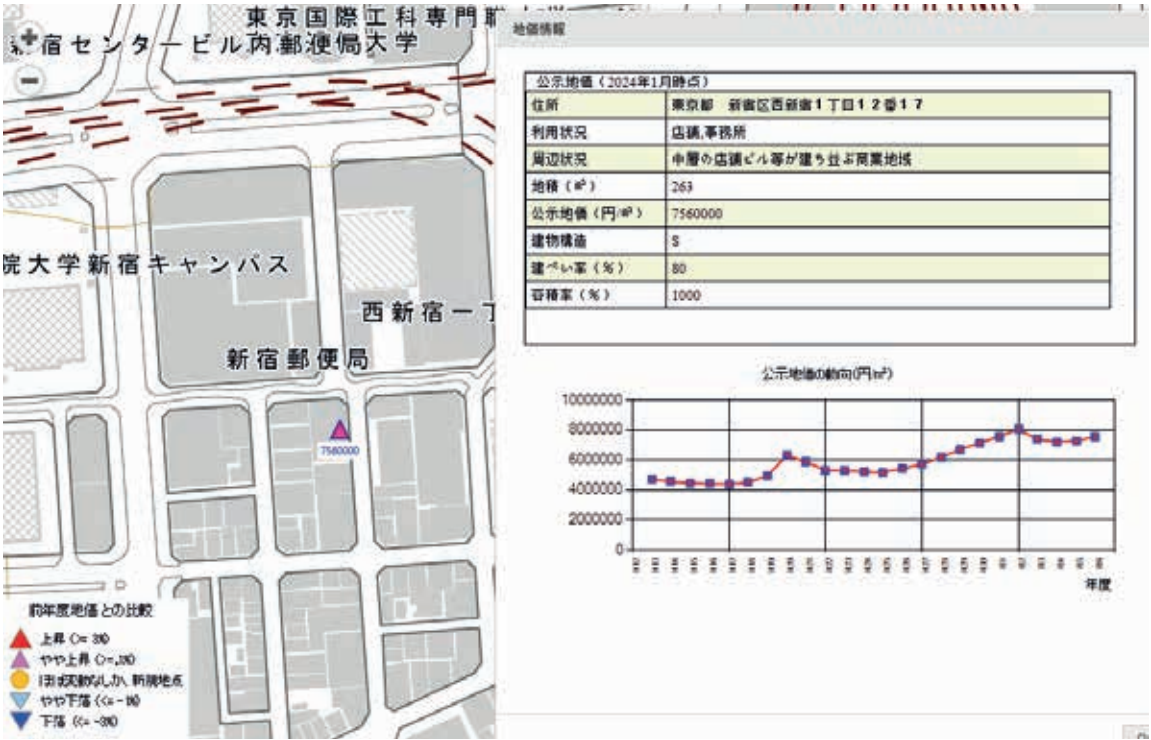 東京国際工科専門職
宿センタービル内郵便局大学
院大学新宿キャンパス
西新宿一丁
新宿郵便局
7560000
前年度地価との比較
上昇 (>= 3%)
やや上昇
ほぼ変動なしか、新規地点
やや下落 (<= -1%)
下落 (<= -3%)
地価情報
公示地価(2024年1月時点)
住所 東京都 新宿区西新宿1丁目12番17
利用状況 店舗,事務所
周辺状況 中層の店舗ビル等が建ち並ぶ商業地域
地積(㎡) 263
公示地価(円/㎡) 7560000
建物構造 S
建ぺい率(%) 80
容積率(%) 1000
公示地価の動向(円/㎡)
10000000
8000000
6000000
4000000
2000000
0
年度